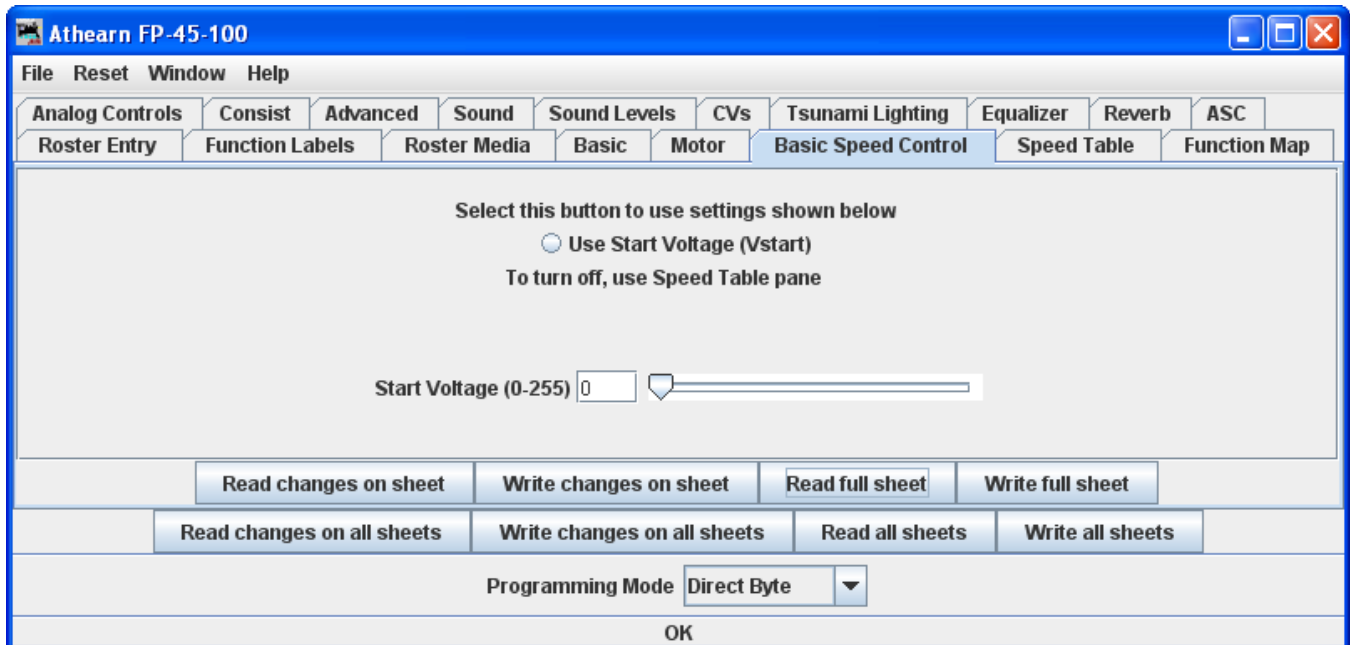 Athearn FP-45-100
File Reset Window Help
Analog Controls Consist Advanced Sound Sound Levels CVs Tsunami Lighting Equalizer Reverb ASC
Roster Entry Function Labels Roster Media Basic Motor Basic Speed Control Speed Table Function Map
Select this button to use settings shown below
Use Start Voltage (Vstart)
To turn off, use Speed Table pane
Start Voltage (0-255) 0
Read changes on sheet Write changes on sheet Read full sheet Write full sheet
Read changes on all sheets Write changes on all sheets Read all sheets Write all sheets
Programming Mode Direct Byte
OK